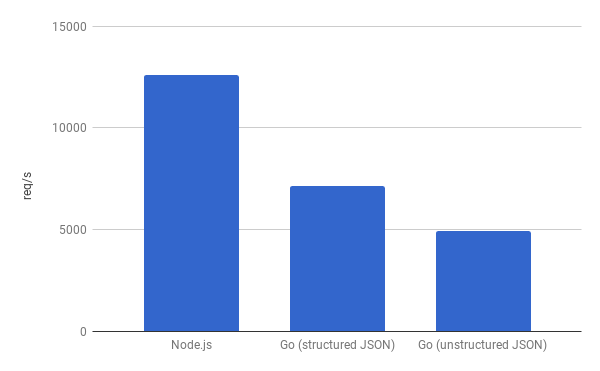 15000
10000
5000
0
req/s
Node.js
Go (structured JSON)
Go (unstructured JSON)